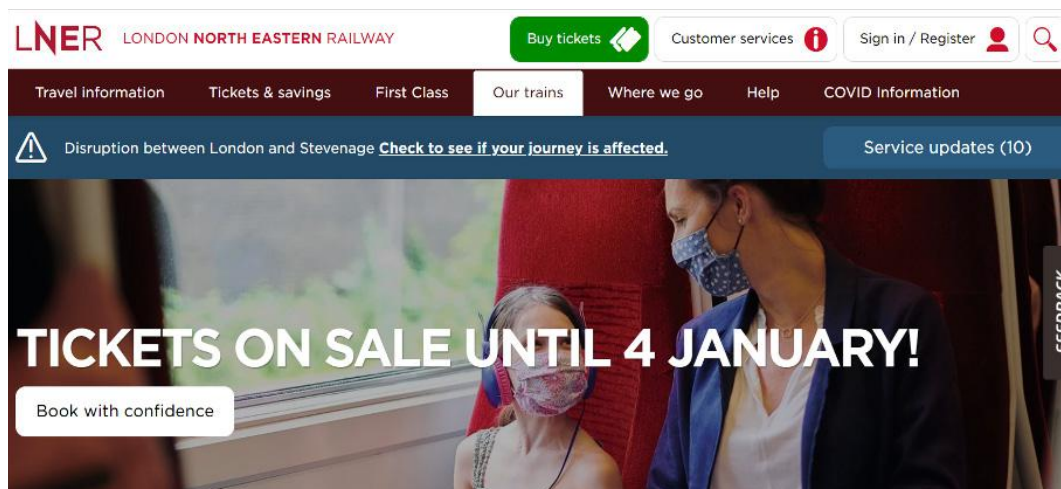 LNER LONDON NORTH EASTERN RAILWAY Buy tickets Customer services Sign in / Register
Travel information Tickets & savings First Class Our trains Where we go Help COVID Information
Disruption between London and Stevenage Check to see if your journey is affected. Service updates (10)
TICKETS ON SALE UNTIL 4 JANUARY!
Book with confidence
FEEDBACK